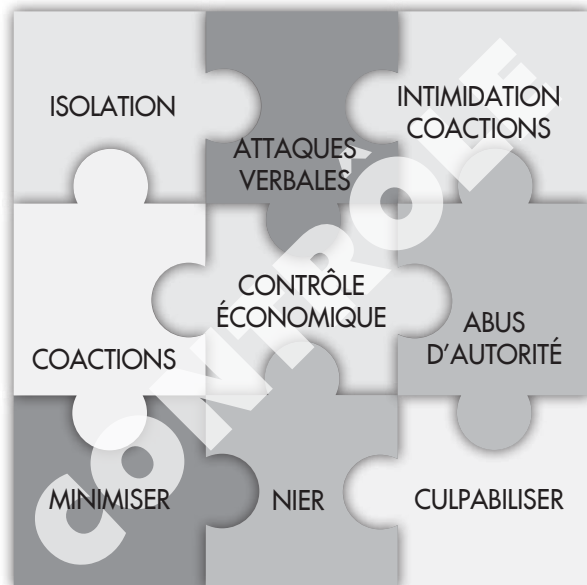 ISOLATION
ATTAQUES
VERBALES
INTIMIDATION
COACTIONS
COACTIONS
CONTRÔLE
ÉCONOMIQUE
ABUS
D'AUTORITÉ
MINIMISER
NIER
CULPABILISER
CONTRÔLE